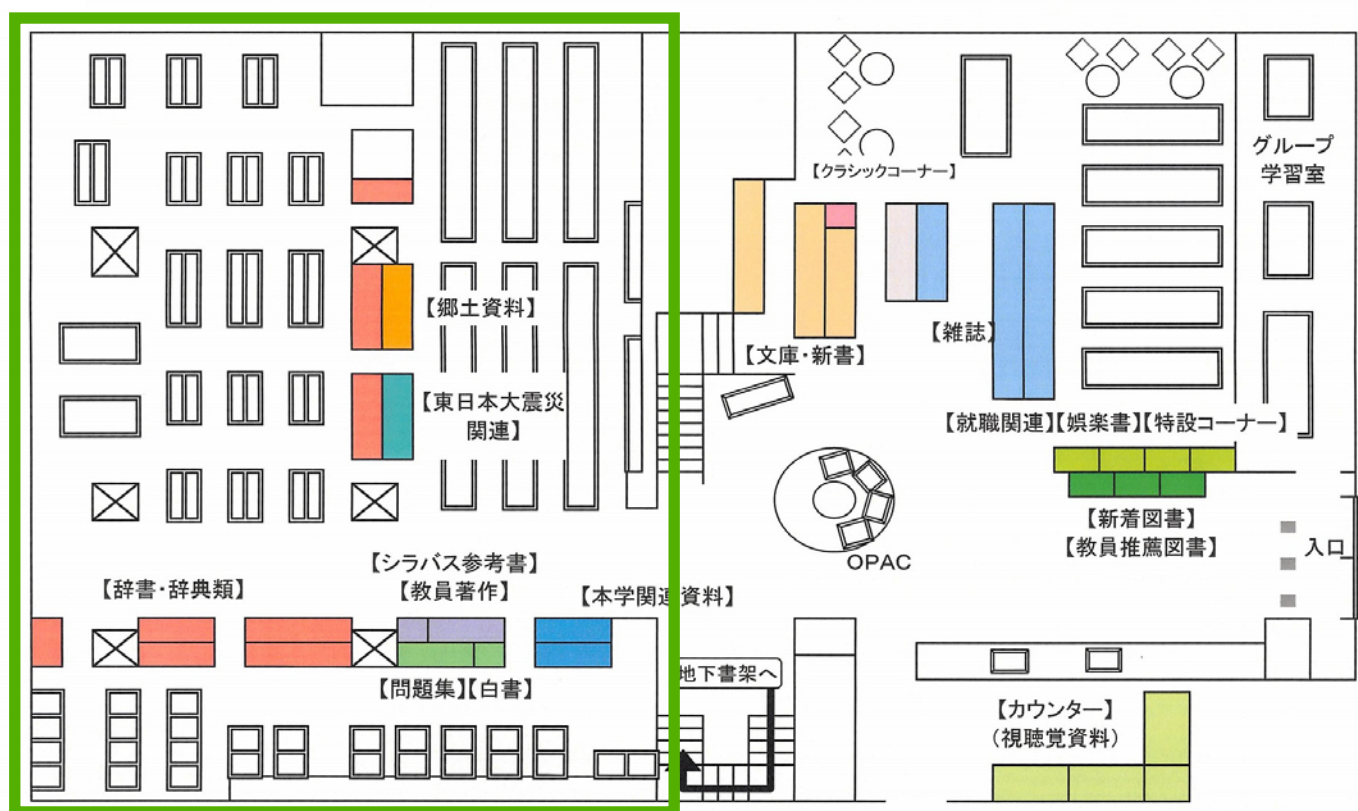 グループ
学習室
【クラシックコーナー】
【郷土資料】
【雑誌】
【文庫・新書】
【東日本大震災
関連】
【就職関連】【娯楽書】【特設コーナー】
【新着図書】
【教員推薦図書】
入口
OPAC
【シラバス参考書】
【教員著作】
【辞書・辞典類】
【本学関連資料】
地下書架へ
【問題集】【白書】
【カウンター】
（視聴覚資料）